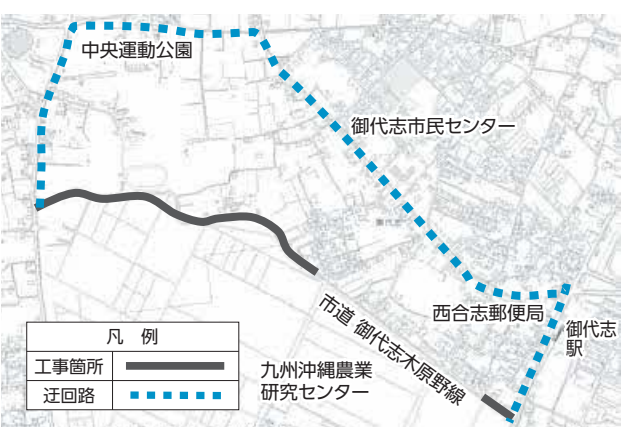 中央運動公園
御代志市民センター
西合志郵便局
御代志
駅
市道 御代志木原野線
九州沖縄農業
研究センター
凡 例
工事箇所
迂回路